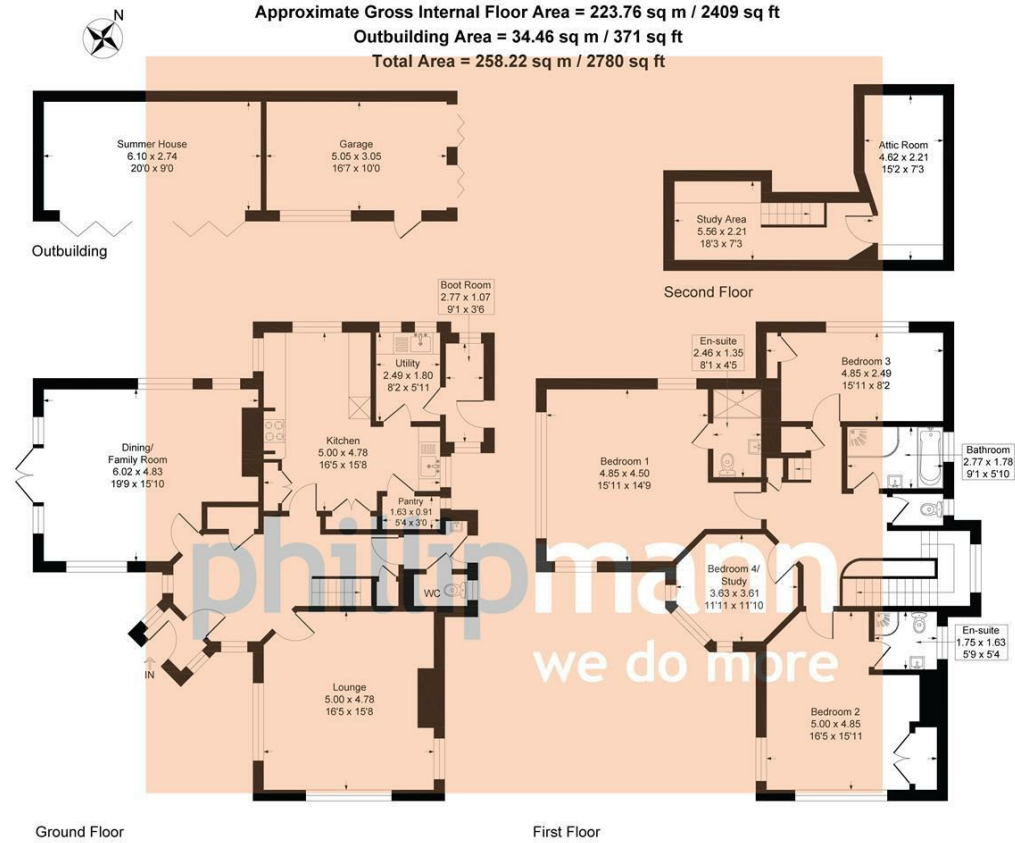 Approximate Gross Internal Floor Area = 223.76 sq m / 2409 sq ft
Outbuilding Area = 34.46 sq m / 371 sq ft
Total Area = 258.22 sq m / 2780 sq ft
N
Summer House
6.10 x 2.74
20'0 x 9'0
Garage
5.05 x 3.05
16'7 x 10'0
Outbuilding
Attic Room
4.62 x 2.21
15'2 x 7'3
Study Area
5.56 x 2.21
18'3 x 7'3
Second Floor
Boot Room
2.77 x 1.07
9'1 x 3'6
Utility
2.49 x 1.80
8'2 x 5'11
Kitchen
5.00 x 4.78
16'5 x 15'8
Dining/
Family Room
6.02 x 4.83
19'9 x 15'10
Pantry
1.63 x 0.91
5'4 x 3'0
WC
IN
Lounge
5.00 x 4.78
16'5 x 15'8
Ground Floor
En-suite
2.46 x 1.35
8'1 x 4'5
Bedroom 3
4.85 x 2.49
15'11 x 8'2
Bedroom 1
4.85 x 4.50
15'11 x 14'9
Bathroom
2.77 x 1.78
9'1 x 5'10
Bedroom 4/
Study
3.63 x 3.61
11'11 x 11'10
En-suite
1.75 x 1.63
5'9 x 5'4
Bedroom 2
5.00 x 4.85
16'5 x 15'11
First Floor
phillipmann
we do more